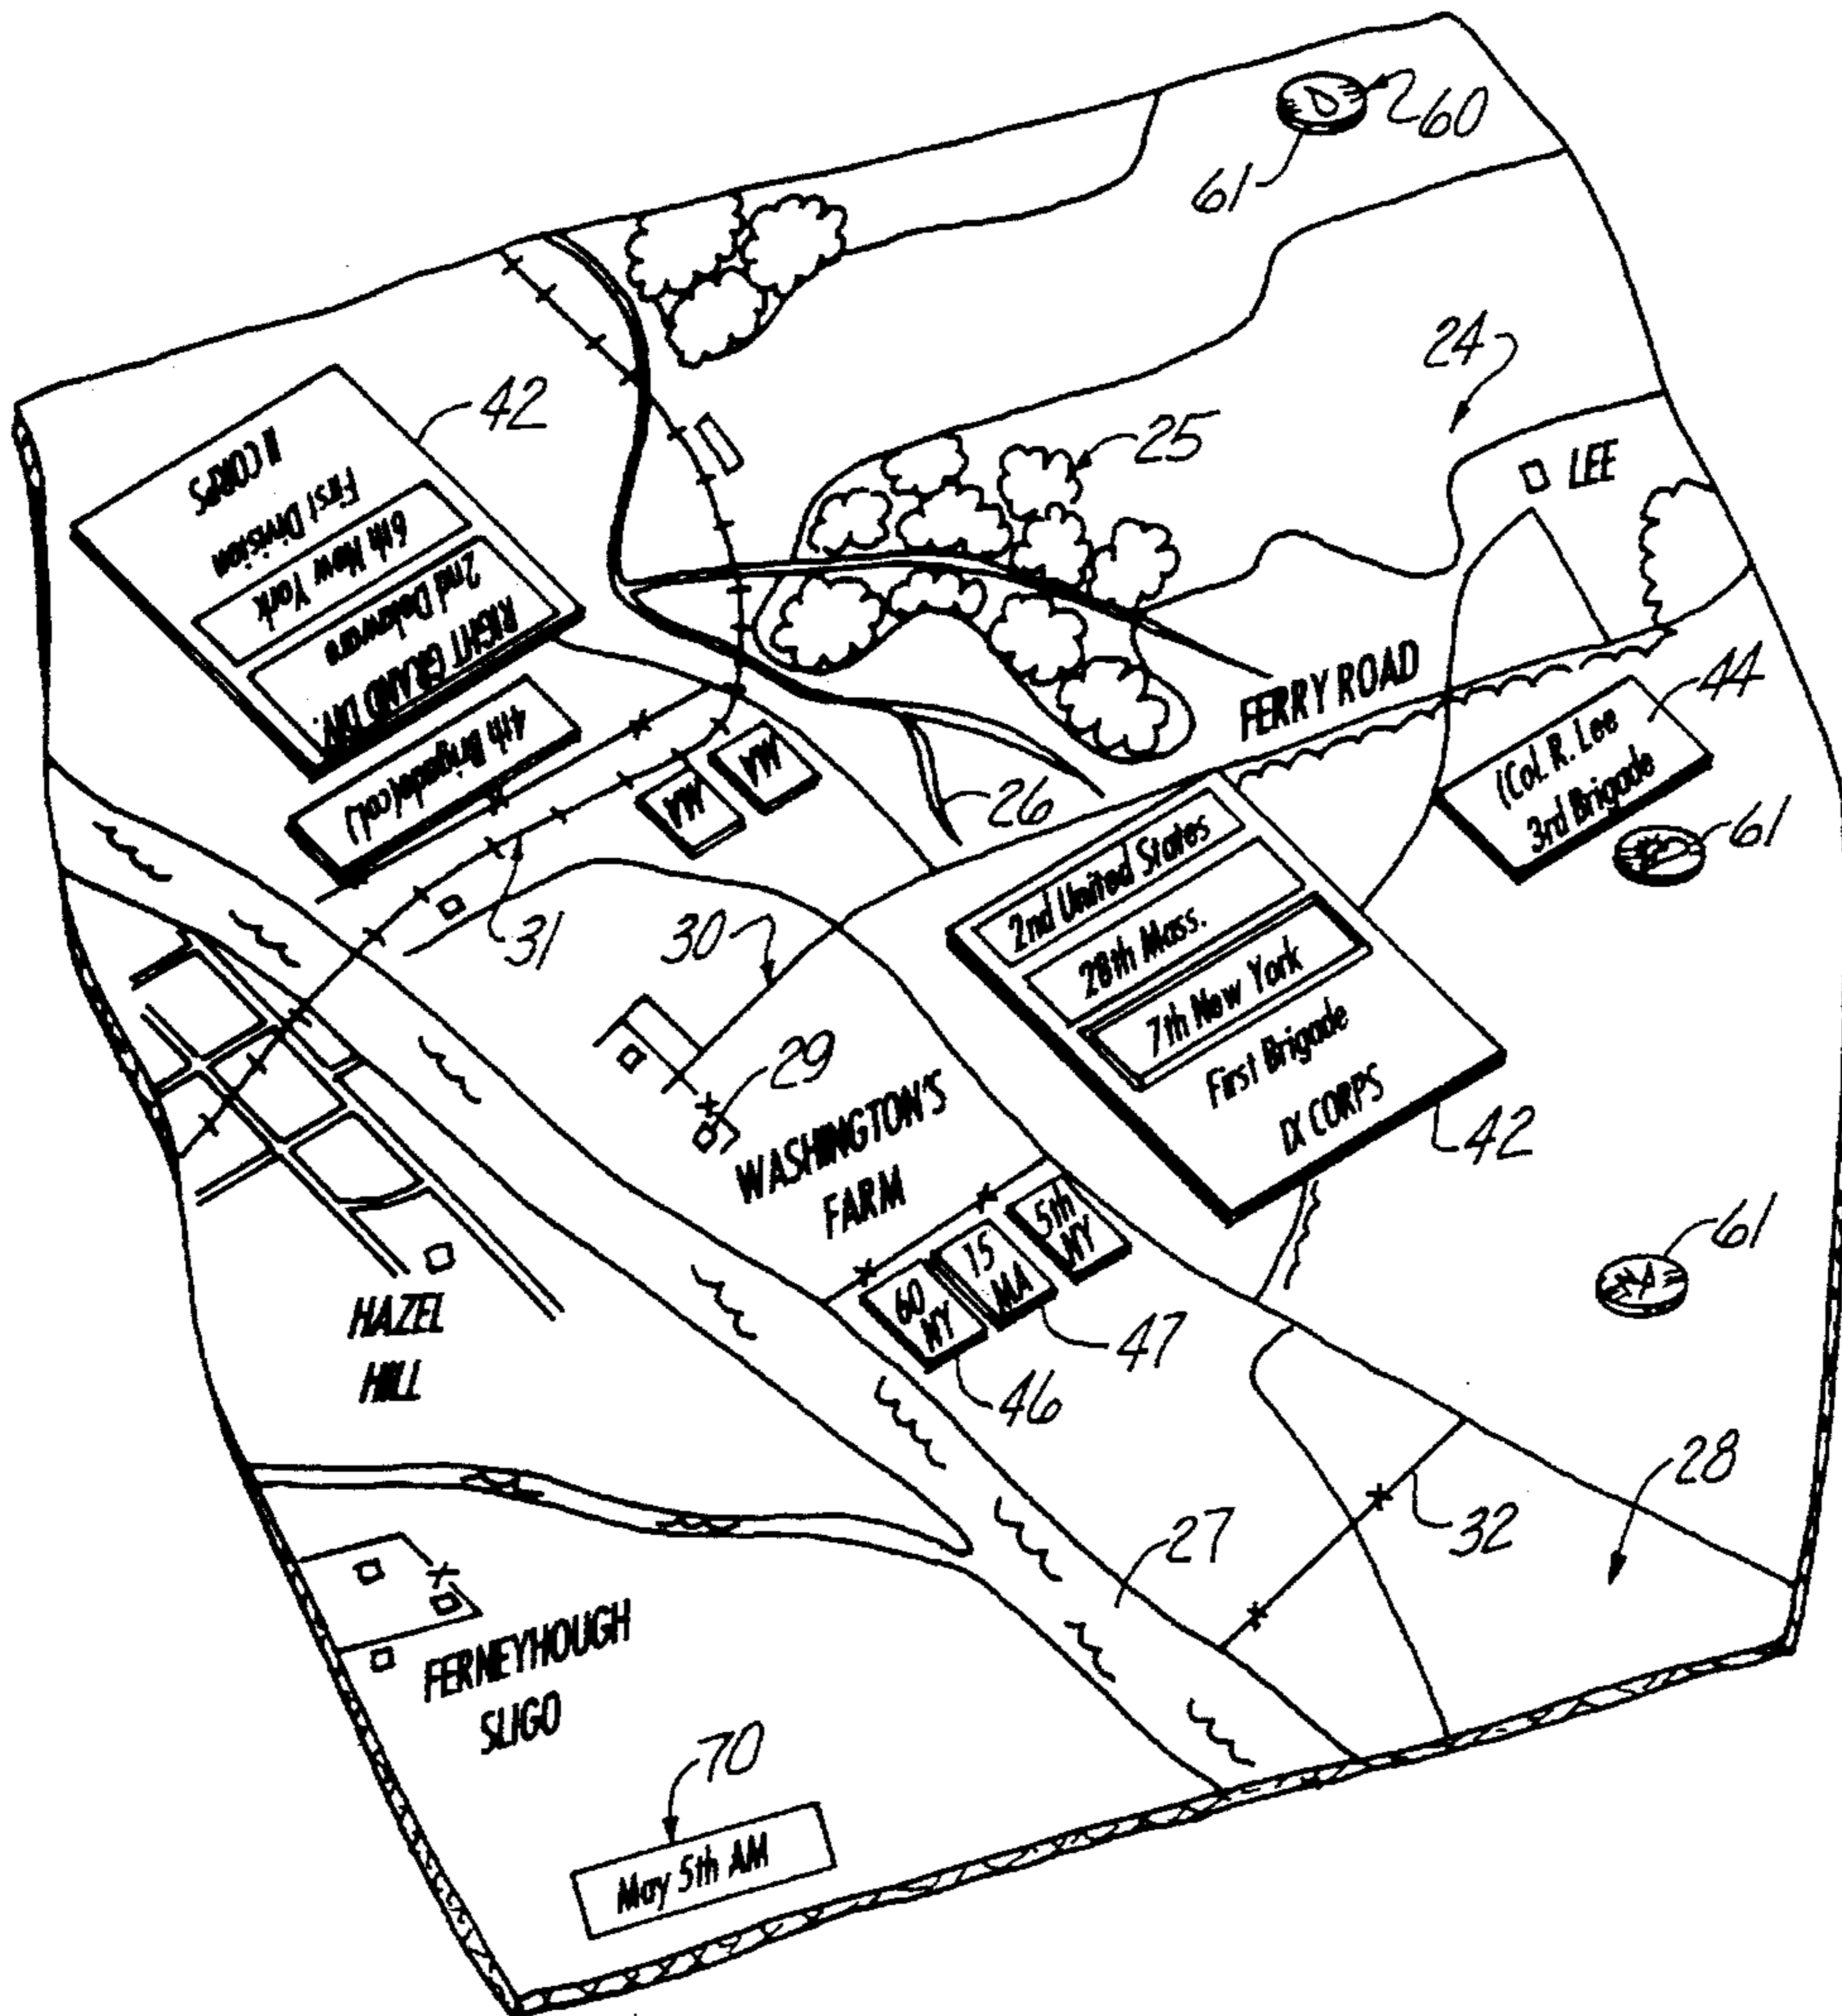 260
61
24
42
25
LEE
II CORPS
First Division
6th New York
2nd Delaware
RIGHT GRAND DIV.
FERRY ROAD
44
(Col. R. Lee
3rd Brigade
4th Brigade (Col.)
26
61
2nd United States
28th Mass.
7th New York
First Brigade
IX CORPS
31
30
29
42
WASHINGTON'S
FARM
5th
NY
15
MA
60
NY
61
47
46
HAZEL
HILL
28
32
27
FERNEYHOUGH
SLIGO
70
May 5th AM